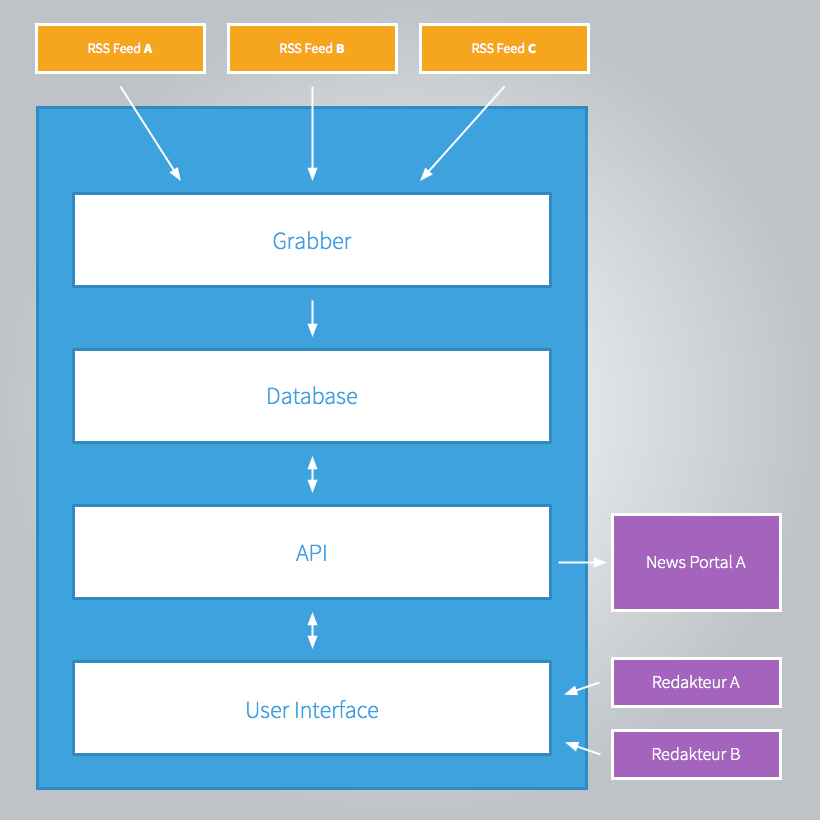 RSS Feed A
RSS Feed B
RSS Feed C
Grabber
Database
API
News Portal A
User Interface
Redakteur A
Redakteur B